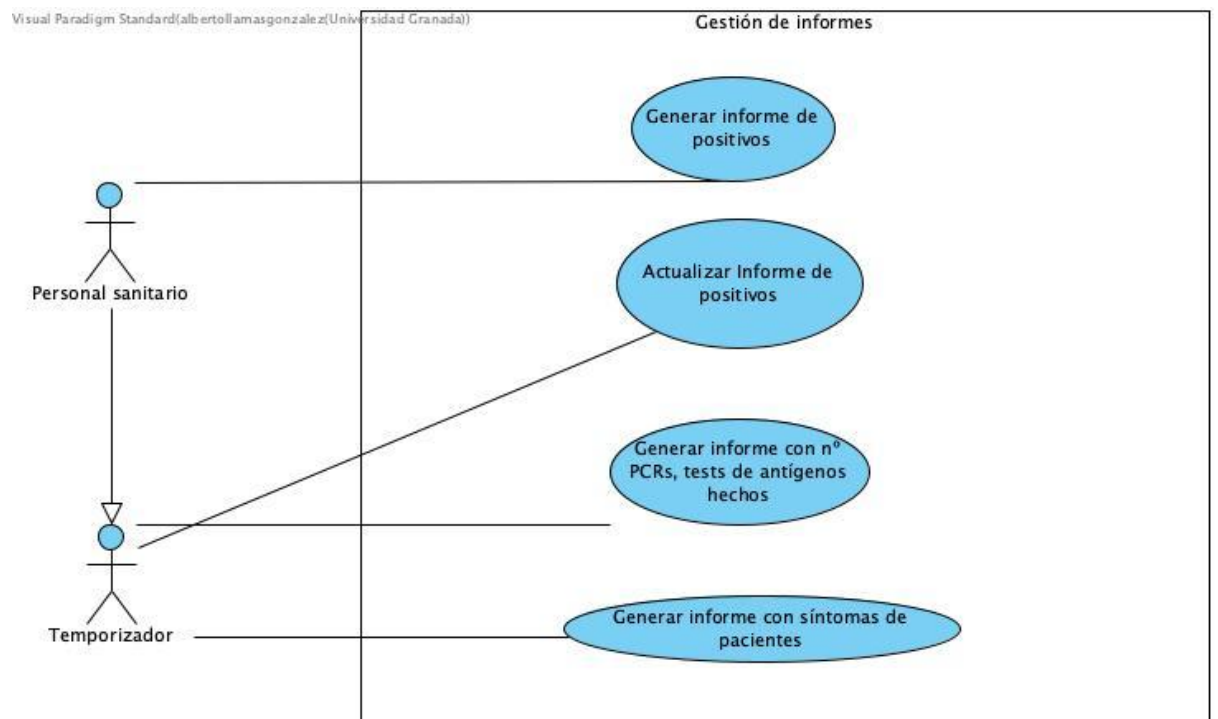 Visual Paradigm Standard(albertollamasgonzalez(Universidad Granada))
Gestión de informes
Generar informe de
positivos
Personal sanitario
Actualizar Informe de
positivos
Generar informe con nº
PCRs, tests de antígenos
hechos
Temporizador
Generar informe con síntomas de
pacientes